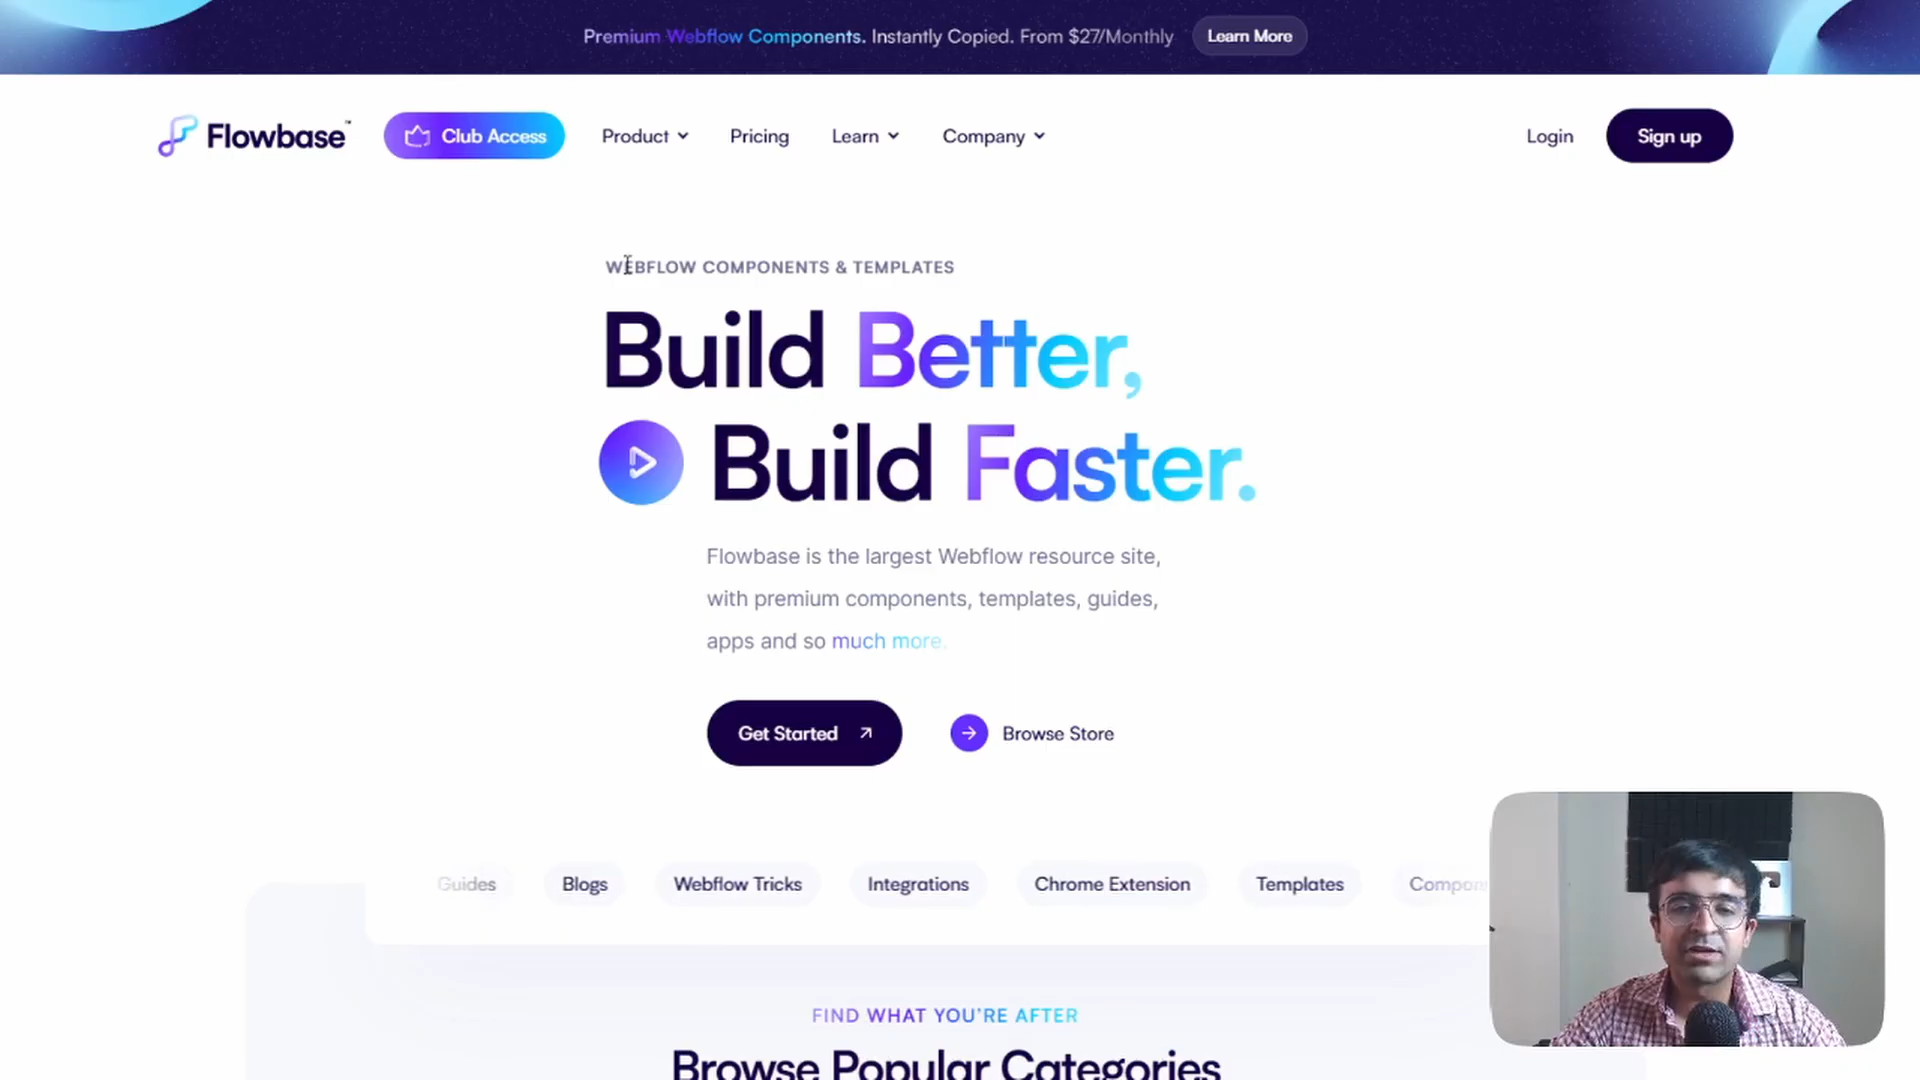 Premium Webflow Components. Instantly Copied. From $27/Monthly Learn More
Flowbase™ Club Access Product Pricing Learn Company Login Sign up
WEBFLOW COMPONENTS & TEMPLATES
Build Better,
Build Faster.
Flowbase is the largest Webflow resource site,
with premium components, templates, guides,
apps and so much more.
Get Started Browse Store
Guides Blogs Webflow Tricks Integrations Chrome Extension Templates
FIND WHAT YOU'RE AFTER
Browse Popular Categories